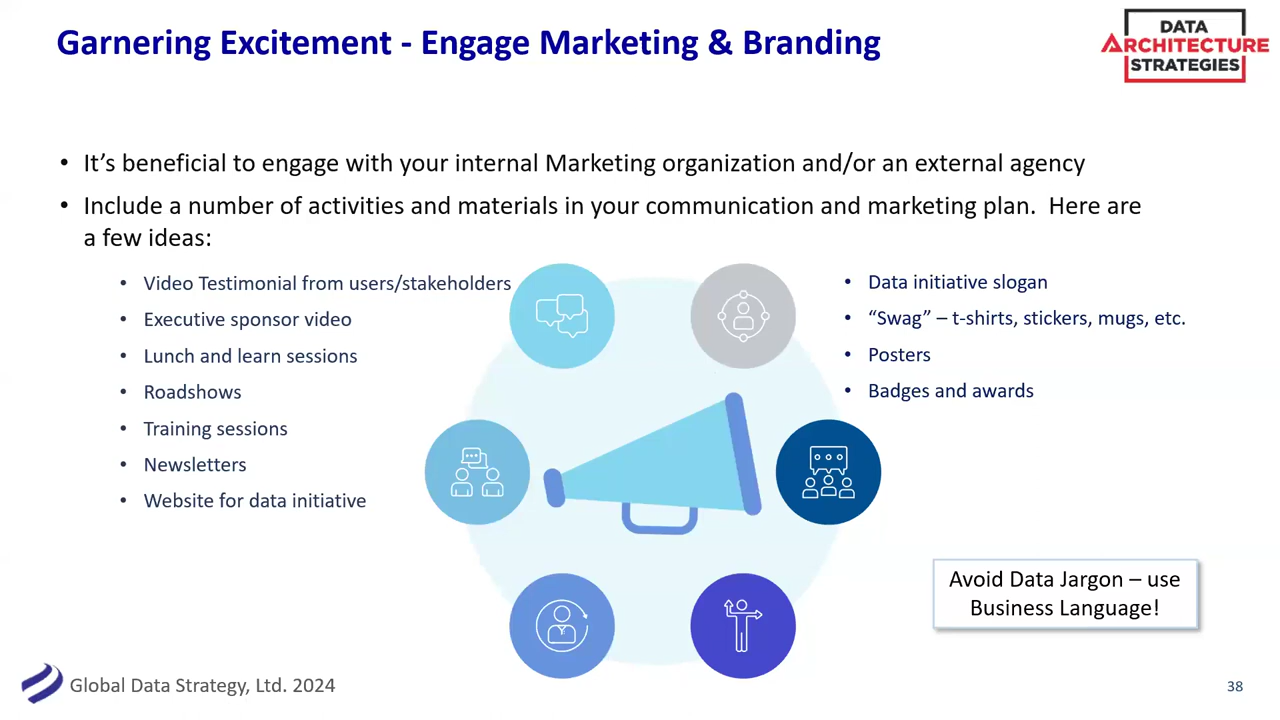 Garnering Excitement - Engage Marketing & Branding
DATA
ARCHITECTURE
STRATEGIES
• It’s beneficial to engage with your internal Marketing organization and/or an external agency
• Include a number of activities and materials in your communication and marketing plan.  Here are
a few ideas:
• Video Testimonial from users/stakeholders
• Executive sponsor video
• Lunch and learn sessions
• Roadshows
• Training sessions
• Newsletters
• Website for data initiative
• Data initiative slogan
• “Swag” – t-shirts, stickers, mugs, etc.
• Posters
• Badges and awards
Avoid Data Jargon – use
Business Language!
Global Data Strategy, Ltd. 2024
38